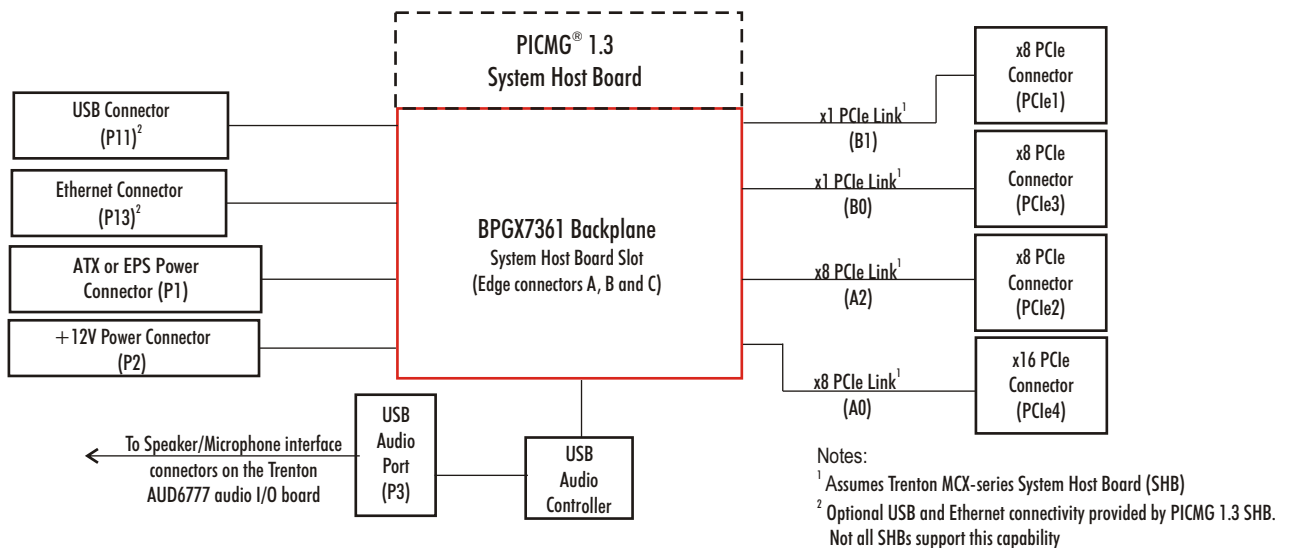 PICMG® 1.3
System Host Board
USB Connector
(P11)²
Ethernet Connector
(P13)²
ATX or EPS Power
Connector (P1)
+12V Power Connector
(P2)
BPGX7361 Backplane
System Host Board Slot
(Edge connectors A, B and C)
x1 PCIe Link¹
(B1)
x1 PCIe Link¹
(B0)
x8 PCIe Link¹
(A2)
x8 PCIe Link¹
(A0)
x8 PCIe
Connector
(PCIe1)
x8 PCIe
Connector
(PCIe3)
x8 PCIe
Connector
(PCIe2)
x16 PCIe
Connector
(PCIe4)
To Speaker/Microphone interface
connectors on the Trenton
AUD6777 audio I/O board
USB
Audio
Port
(P3)
USB
Audio
Controller
Notes:
¹ Assumes Trenton MCX-series System Host Board (SHB)
² Optional USB and Ethernet connectivity provided by PICMG 1.3 SHB.
Not all SHBs support this capability